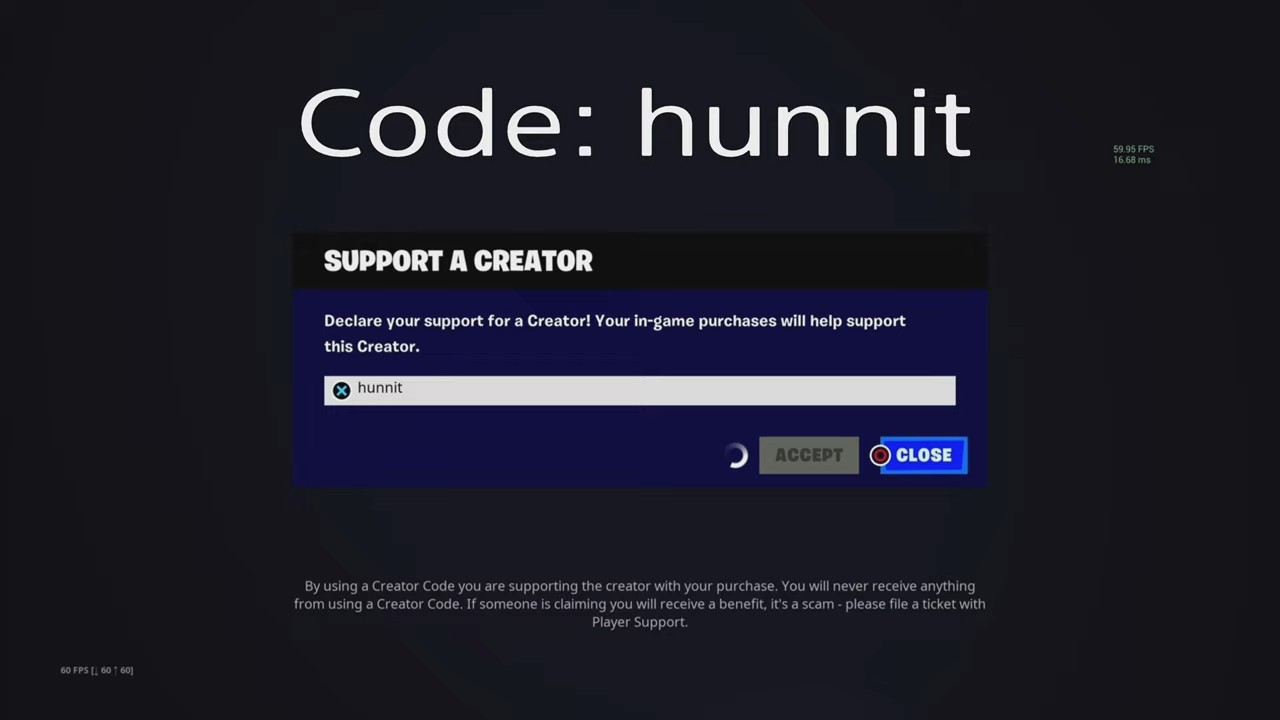 Code: hunnit
59.95 FPS
16.68 ms
SUPPORT A CREATOR
Declare your support for a Creator! Your in-game purchases will help support
this Creator.
hunnit
ACCEPT
CLOSE
By using a Creator Code you are supporting the creator with your purchase. You will never receive anything
from using a Creator Code. If someone is claiming you will receive a benefit, it's a scam - please file a ticket with
Player Support.
60 FPS [↓ 60 ↑ 60]